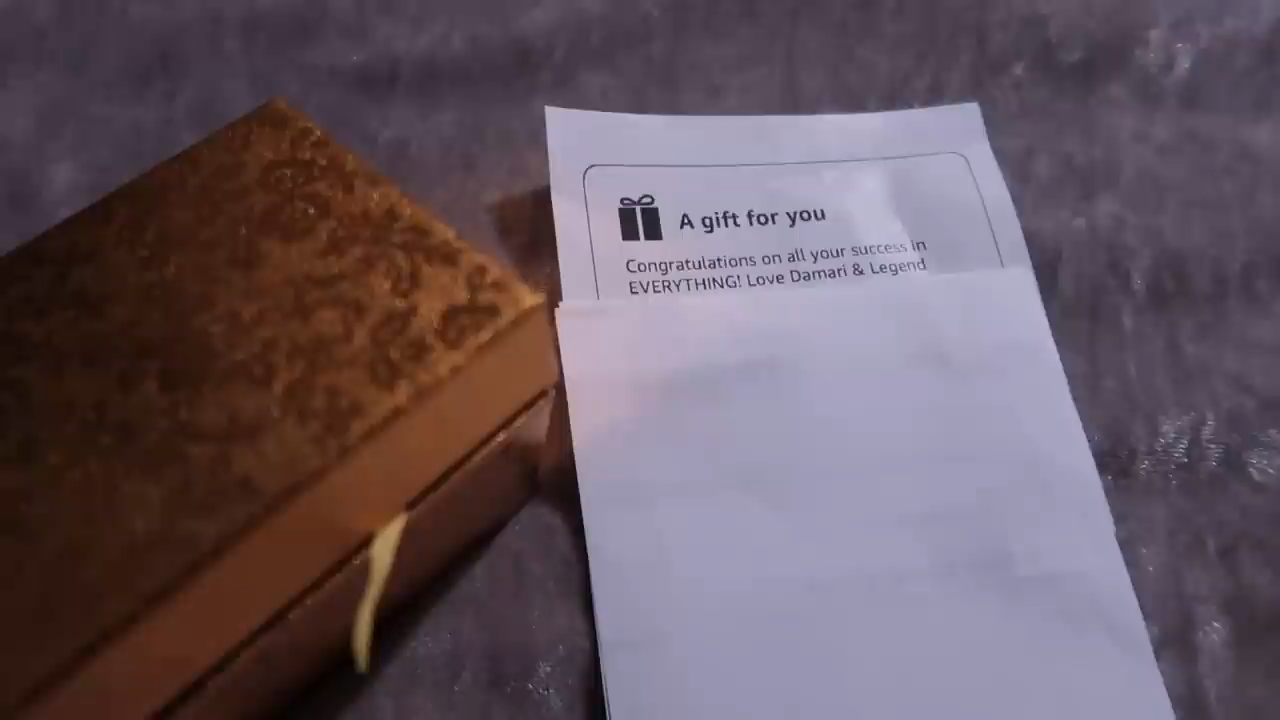 A gift for you
Congratulations on all your success in
EVERYTHING! Love Damari & Legend